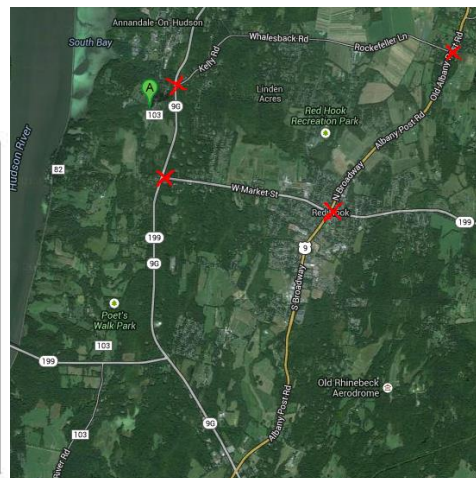 Annandale-On-Hudson
South Bay
Whalesback Rd
Rockefeller Ln
Kelly Rd
Old Albany Post Rd
A
Linden
Acres
103
9G
Red Hook
Recreation Park
Albany Post Rd
Hudson River
82
W Market St
N Broadway
Red Hook
199
199
9
9G
S Broadway
Poet's
Walk Park
103
199
Old Rhinebeck
Aerodrome
Albany Post Rd
9G
103
River Rd